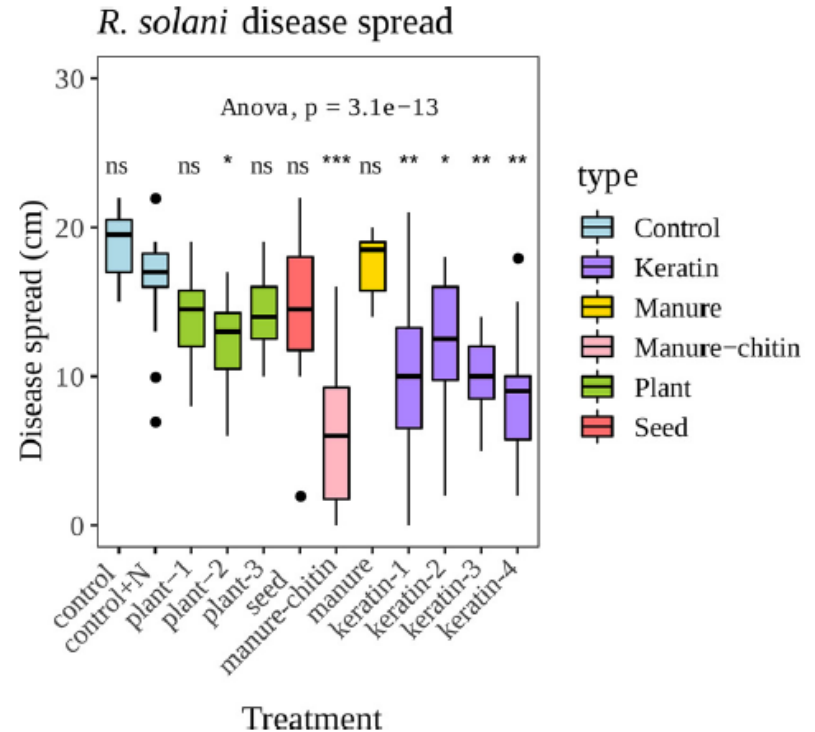 R. solani disease spread
Anova, p = 3.1e−13
ns ns * ns ns *** ns ** * ** **
30
20
10
0
Disease spread (cm)
control
control+N
plant−1
plant−2
plant-3
seed
manure-chitin
manure
keratin-1
keratin-2
keratin-3
keratin-4
Treatment
type
Control
Keratin
Manure
Manure−chitin
Plant
Seed